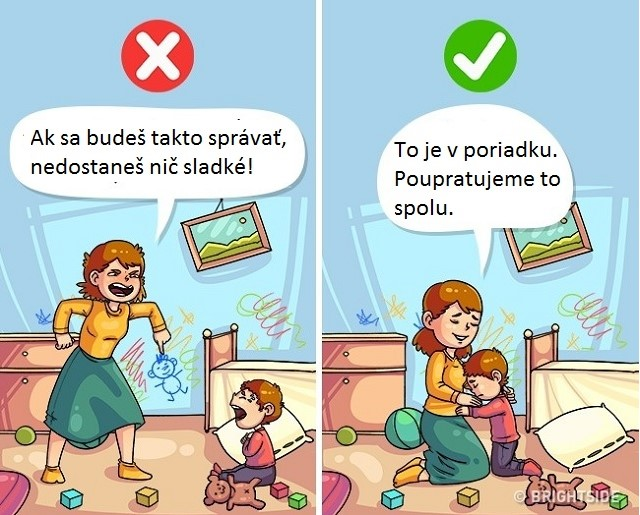 Ak sa budeš takto správať,
nedostaneš nič sladké!
To je v poriadku.
Poupratujeme to
spolu.
© BRIGHTSIDE